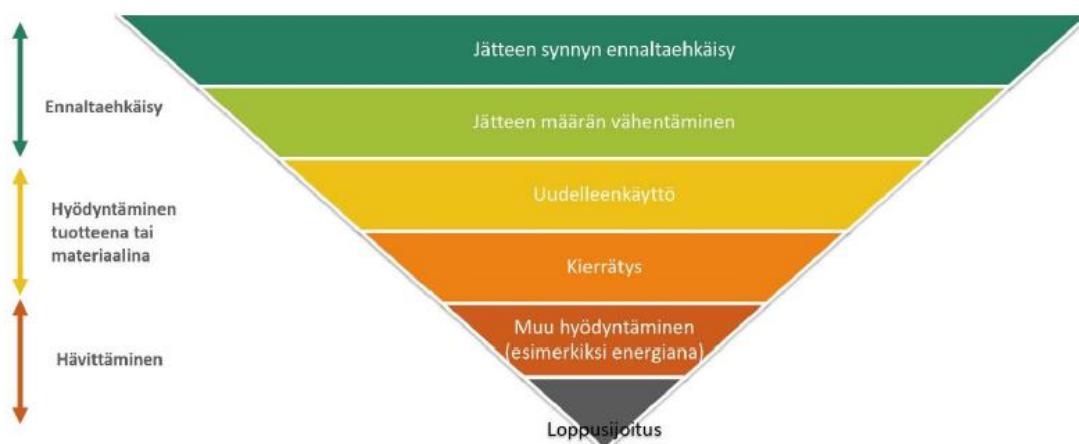 Jätteen synnyn ennaltaehkäisy
Ennaltaehkäisy
Jätteen määrän vähentäminen
Uudelleenkäyttö
Hyödyntäminen
tuotteena tai
materiaalina
Kierrätys
Muu hyödyntäminen
(esimerkiksi energiana)
Hävittäminen
Loppusijoitus